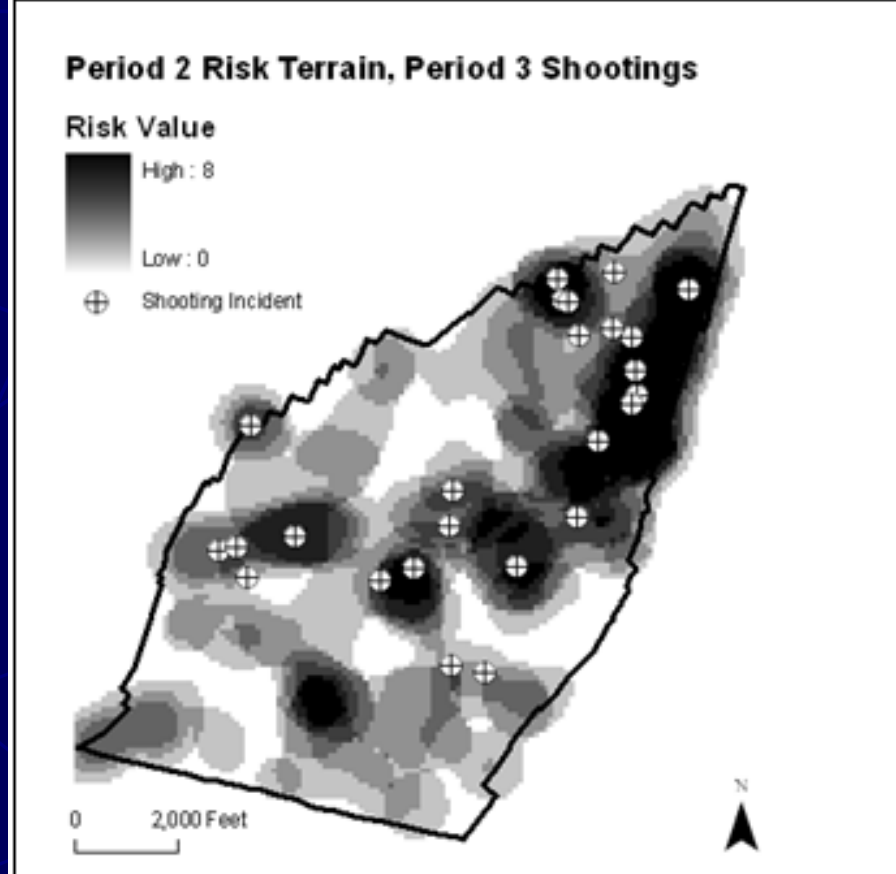 Period 2 Risk Terrain, Period 3 Shootings
Risk Value
High : 8
Low : 0
Shooting Incident
0 2,000 Feet
N